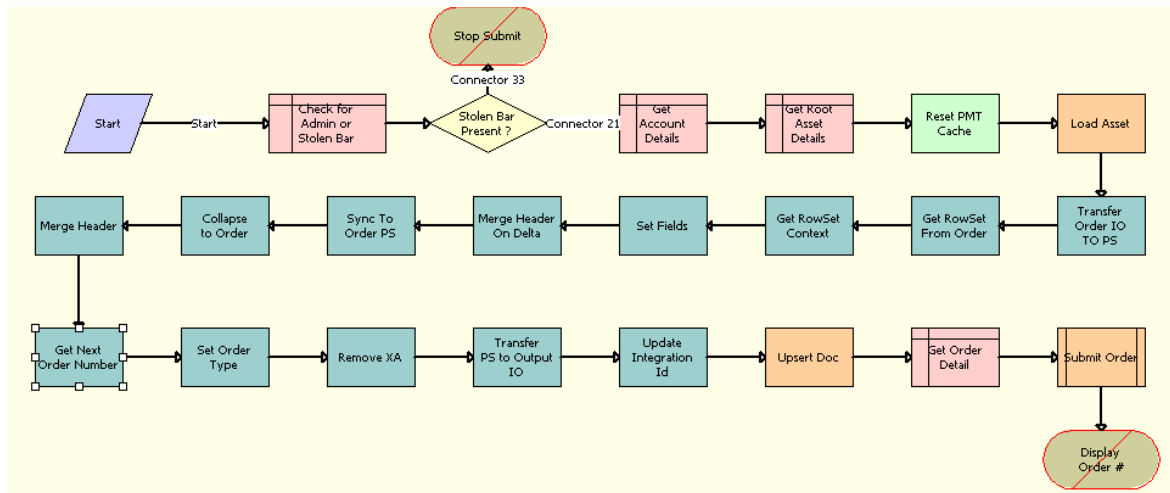 Stop Submit
Connector 33
Start
Start
Check for
Admin or
Stolen Bar
Stolen Bar
Present ?
Connector 21
Get
Account
Details
Get Root
Asset
Details
Reset PMT
Cache
Load Asset
Merge Header
Collapse
to Order
Sync To
Order PS
Merge Header
On Delta
Set Fields
Get RowSet
Context
Get RowSet
From Order
Transfer
Order IO
TO PS
Get Next
Order Number
Set Order
Type
Remove XA
Transfer
PS to Output
IO
Update
Integration
Id
Upsert Doc
Get Order
Detail
Submit Order
Display
Order #